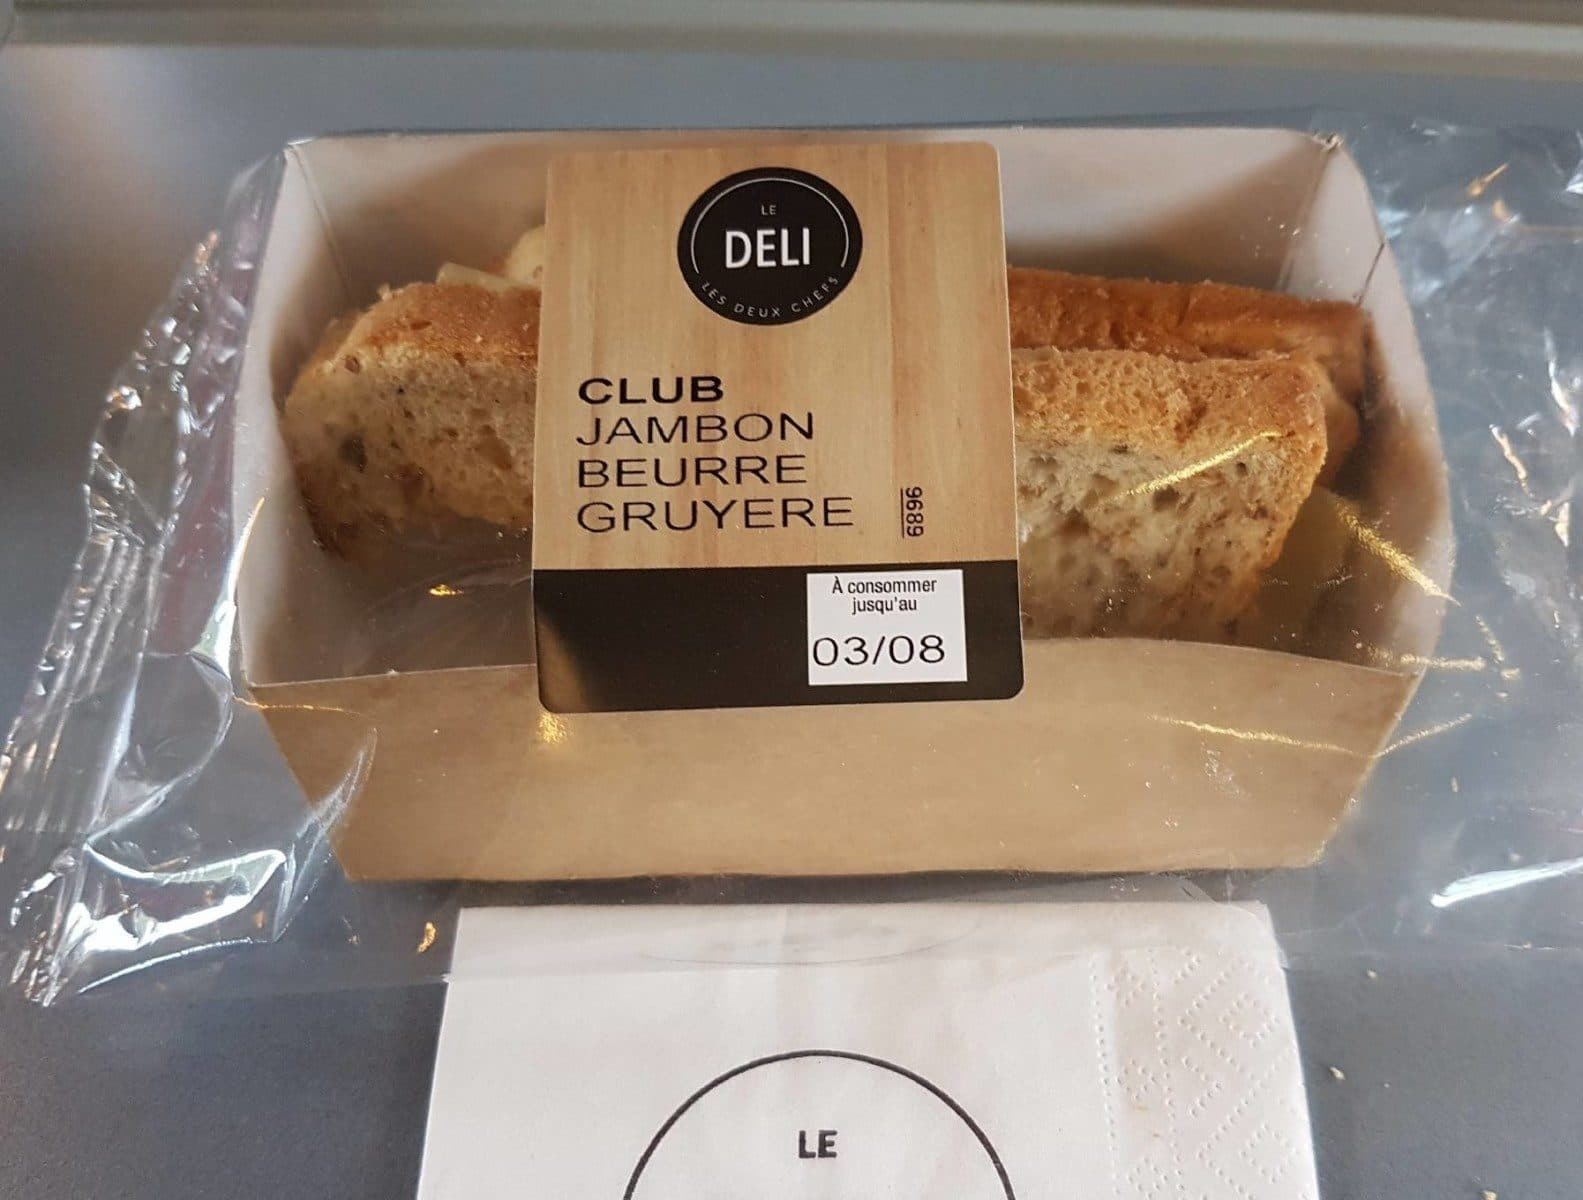 LE
DELI
LES DEUX CHEFS
CLUB
JAMBON
BEURRE
GRUYERE
6896
À consommer
jusqu'au
03/08
LE